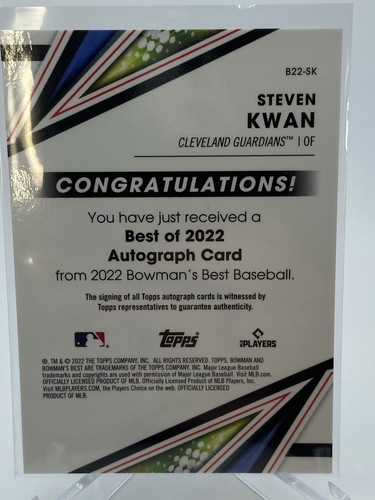 B22-SK
STEVEN
KWAN
CLEVELAND GUARDIANS™ | OF
CONGRATULATIONS!
You have just received a
Best of 2022
Autograph Card
from 2022 Bowman's Best Baseball.
The signing of all Topps autograph cards is witnessed by
Topps representatives to guarantee authenticity.
Topps
MLB PLAYERS
®, TM & © 2022 THE TOPPS COMPANY, INC. ALL RIGHTS RESERVED. TOPPS, BOWMAN AND
BOWMAN'S BEST ARE TRADEMARKS OF THE TOPPS COMPANY, INC. Major League Baseball
trademarks and copyrights are used with permission of Major League Baseball. Visit MLB.com.
OFFICIALLY LICENSED PRODUCT OF MLB. Officially Licensed Product of MLB Players, Inc.
Visit MLBPLAYERS.COM, the Players Choice on the web. OFFICIALLY LICENSED
PRODUCT OF MLB.